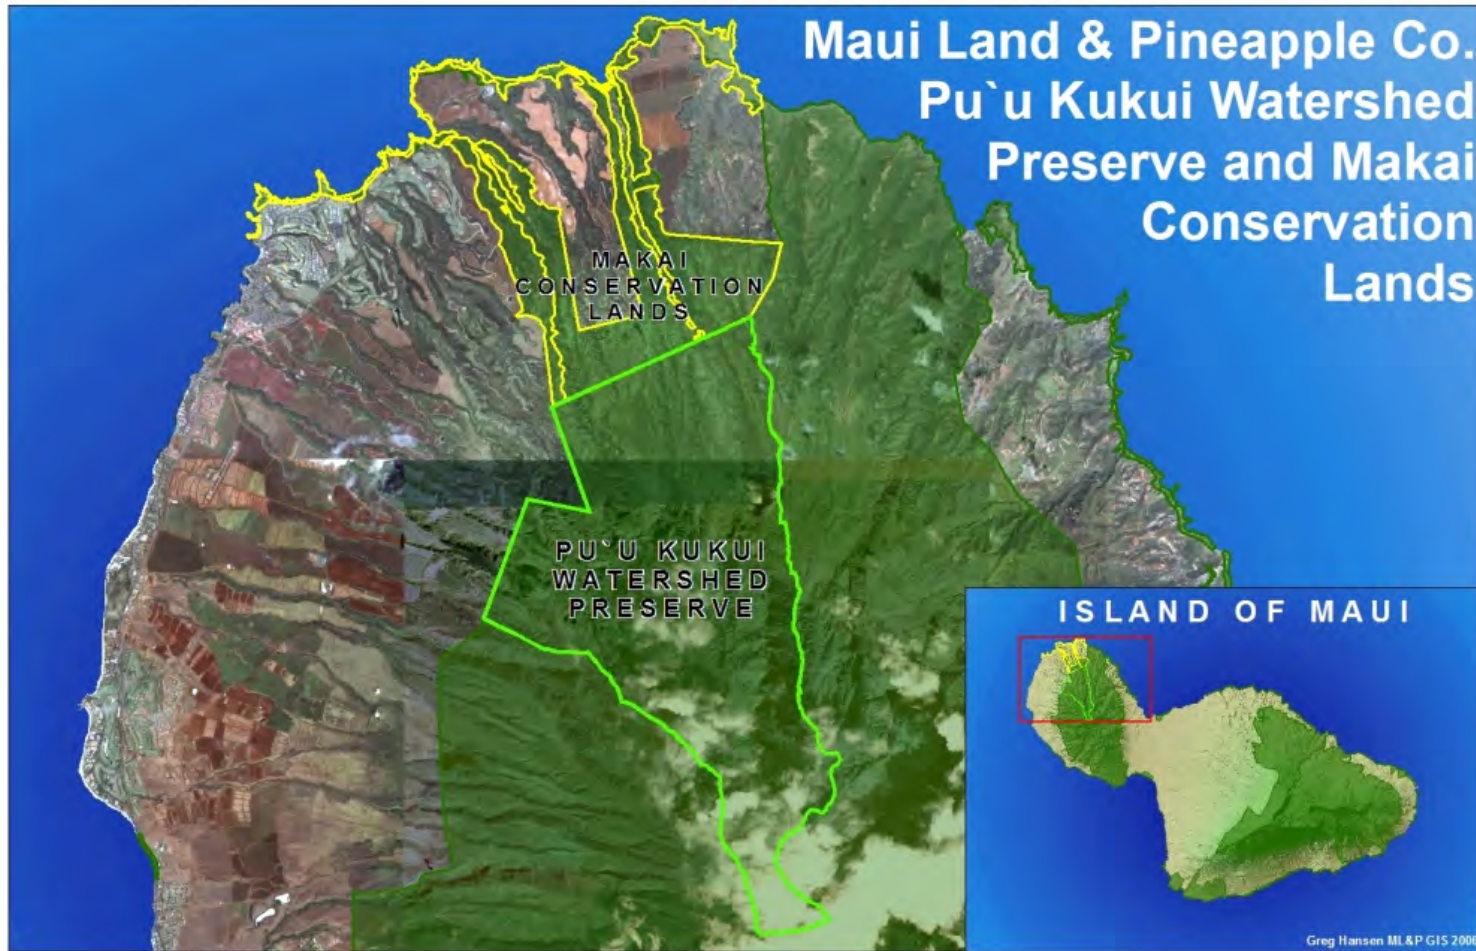 Maui Land & Pineapple Co.
Pu`u Kukui Watershed
Preserve and Makai
Conservation
Lands
MAKAI
CONSERVATION
LANDS
PU`U KUKUI
WATERSHED
PRESERVE
ISLAND OF MAUI
Greg Hansen ML&P GIS 2008